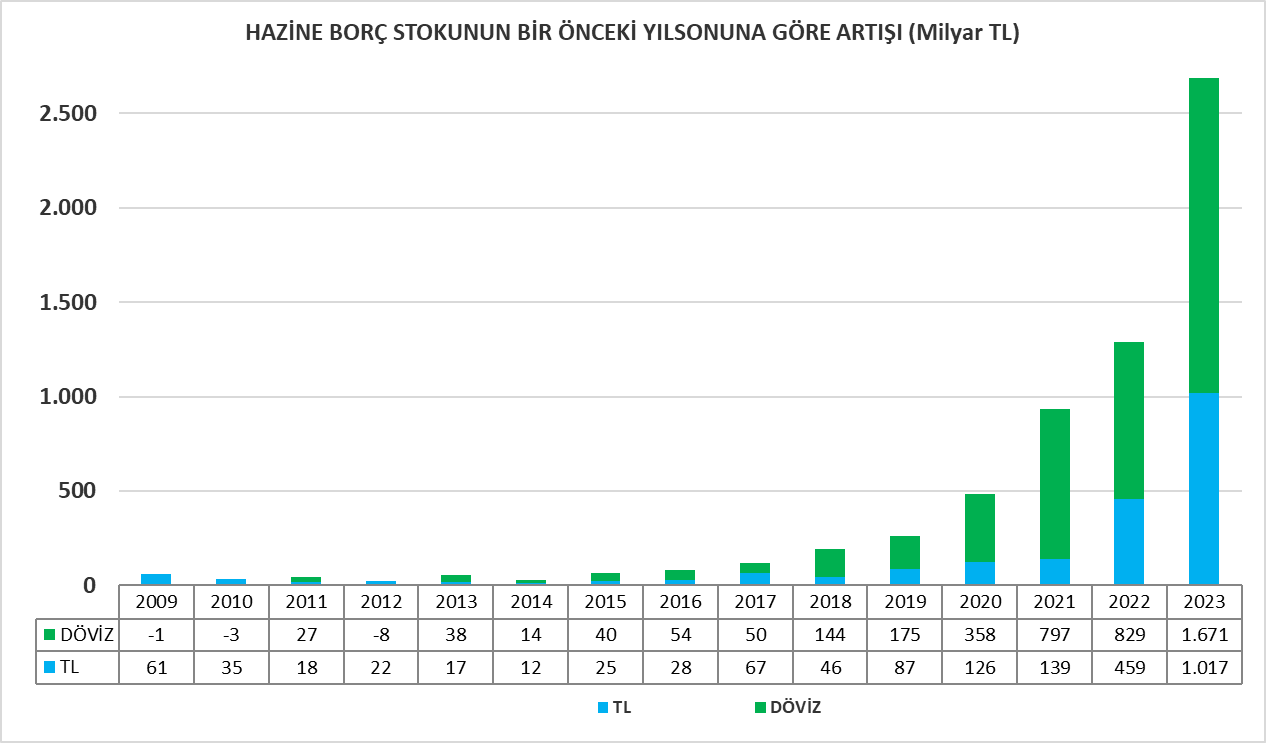 HAZİNE BORÇ STOKUNUN BİR ÖNCEKİ YILSONUNA GÖRE ARTIŞI (Milyar TL)
2.500
2.000
1.500
1.000
500
0
2009 2010 2011 2012 2013 2014 2015 2016 2017 2018 2019 2020 2021 2022 2023
DÖVİZ -1 -3 27 -8 38 14 40 54 50 144 175 358 797 829 1.671
TL 61 35 18 22 17 12 25 28 67 46 87 126 139 459 1.017
TL DÖVİZ